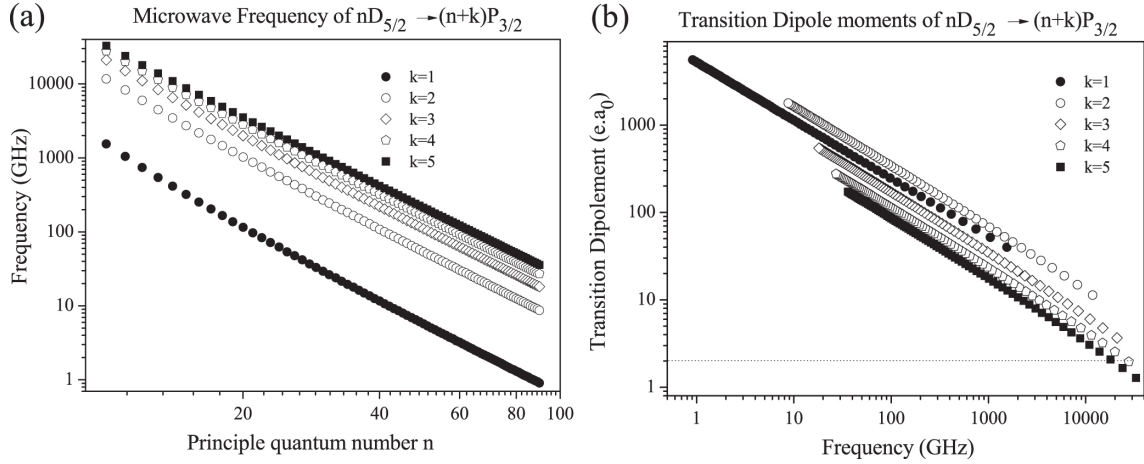 (a)
Microwave Frequency of nD5/2 →(n+k)P3/2
Frequency (GHz)
10000
1000
100
10
1
k=1
k=2
k=3
k=4
k=5
20
40
60
80
100
Principle quantum number n
(b)
Transition Dipole moments of nD5/2 →(n+k)P3/2
Transition Dipolement (e.a0)
1000
100
10
1
k=1
k=2
k=3
k=4
k=5
1
10
100
1000
10000
Frequency (GHz)